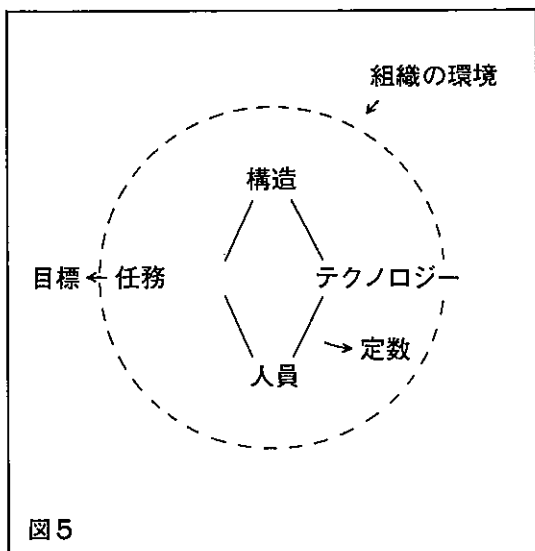 組織の環境
構造
目標 任務 テクノロジー
定数
人員
図5